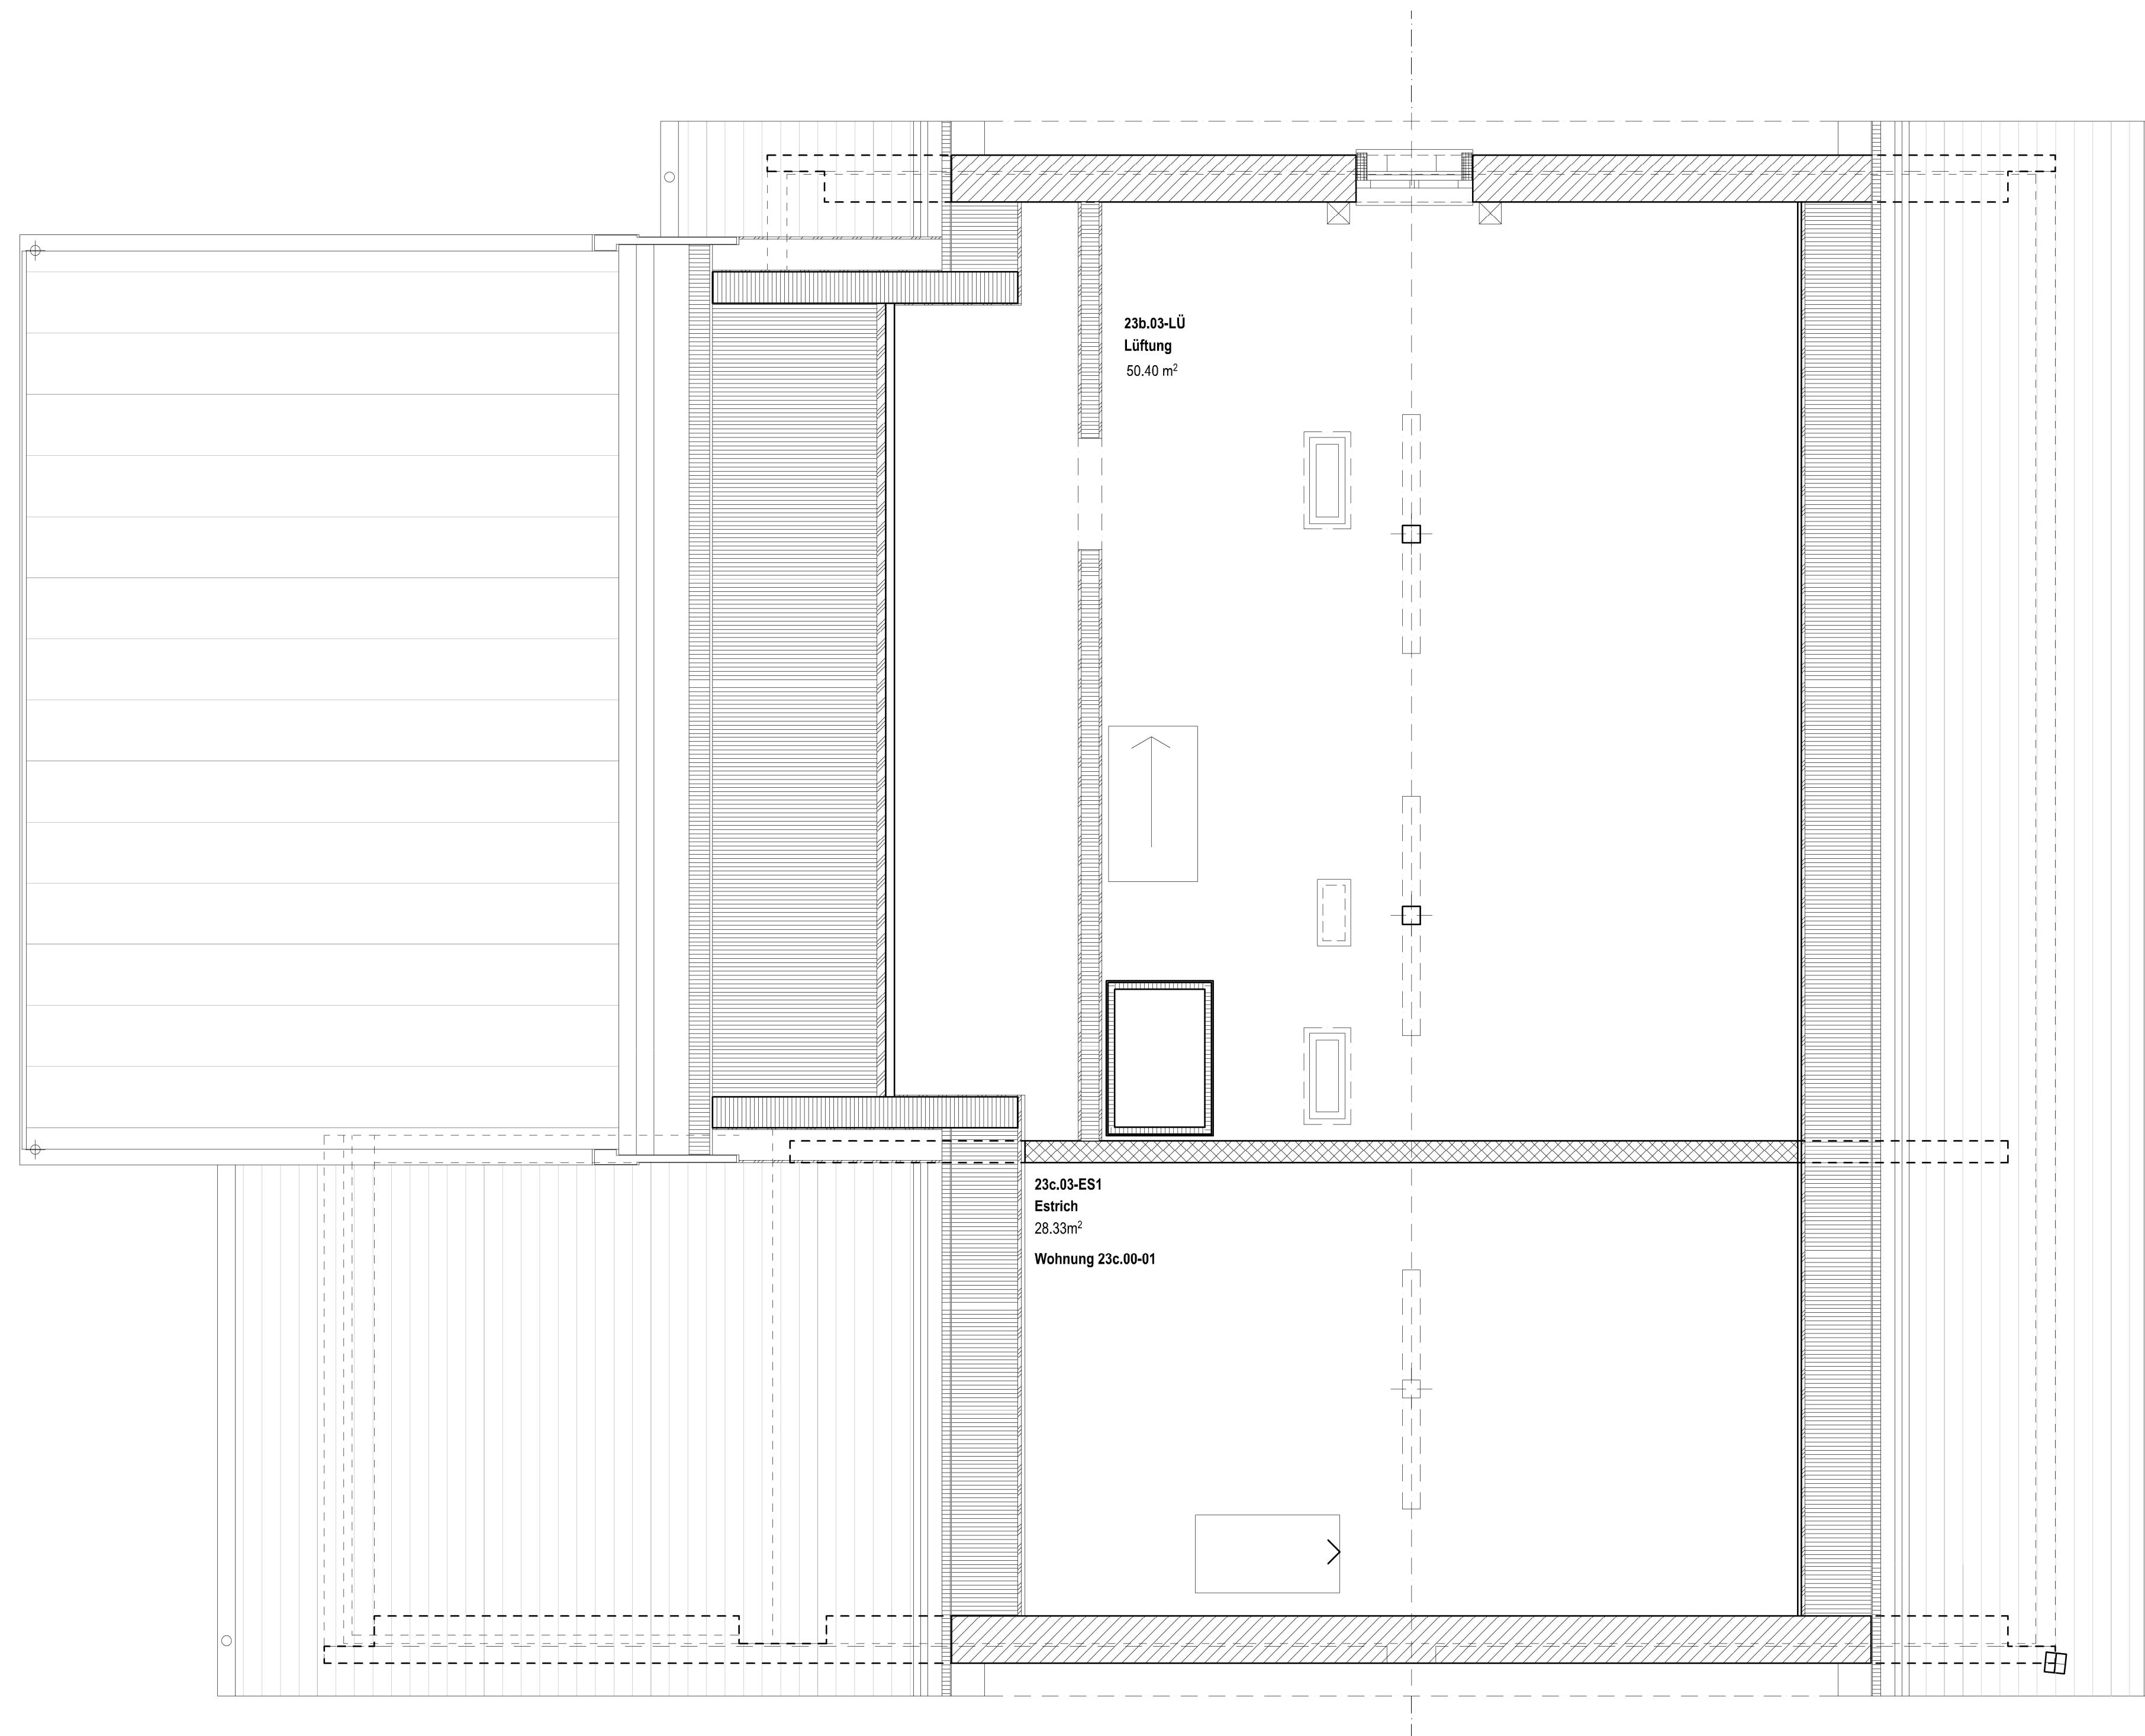 23b.03-LÜ
Lüftung
50.40 m²
23c.03-ES1
Estrich
28.33m²
Wohnung 23c.00-01